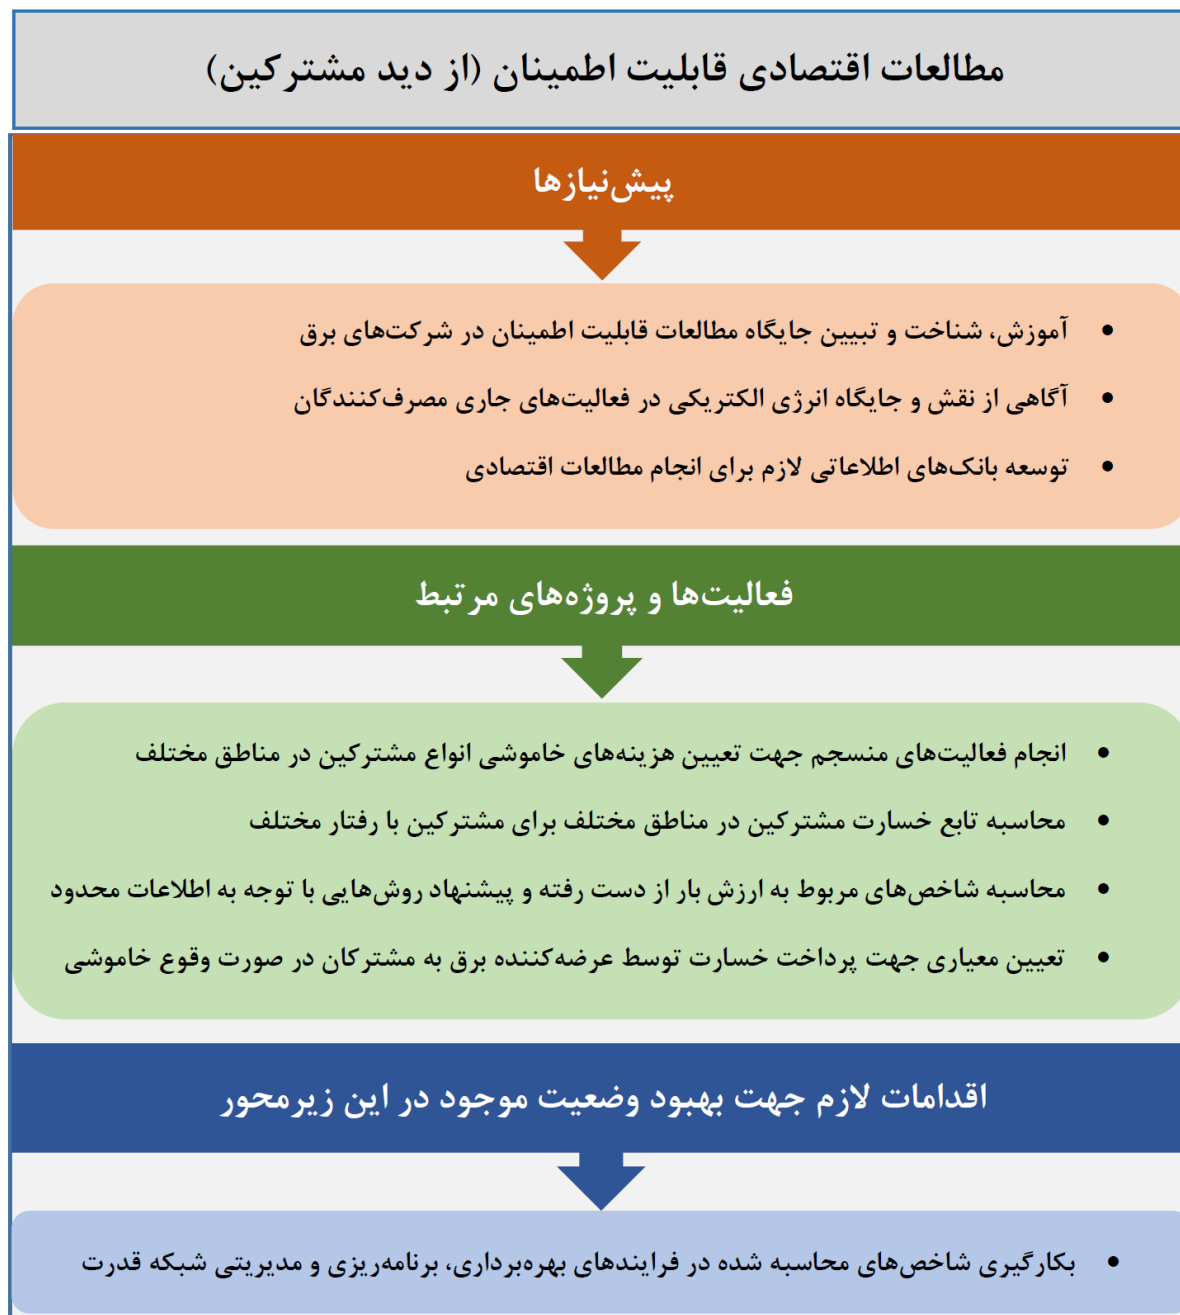 مطالعات اقتصادی قابلیت اطمینان (از دید مشترکین)
پیش‌نیازها
• آموزش، شناخت و تبیین جایگاه مطالعات قابلیت اطمینان در شرکت‌های برق
• آگاهی از نقش و جایگاه انرژی الکتریکی در فعالیت‌های جاری مصرف‌کنندگان
• توسعه بانک‌های اطلاعاتی لازم برای انجام مطالعات اقتصادی
فعالیت‌ها و پروژه‌های مرتبط
• انجام فعالیت‌های منسجم جهت تعیین هزینه‌های خاموشی انواع مشترکین در مناطق مختلف
• محاسبه تابع خسارت مشترکین در مناطق مختلف برای مشترکین با رفتار مختلف
• محاسبه شاخص‌های مربوط به ارزش بار از دست رفته و پیشنهاد روش‌هایی با توجه به اطلاعات محدود
• تعیین معیاری جهت پرداخت خسارت توسط عرضه‌کننده برق به مشترکان در صورت وقوع خاموشی
اقدامات لازم جهت بهبود وضعیت موجود در این زیرمحور
• بکارگیری شاخص‌های محاسبه شده در فرایندهای بهره‌برداری، برنامه‌ریزی و مدیریتی شبکه قدرت